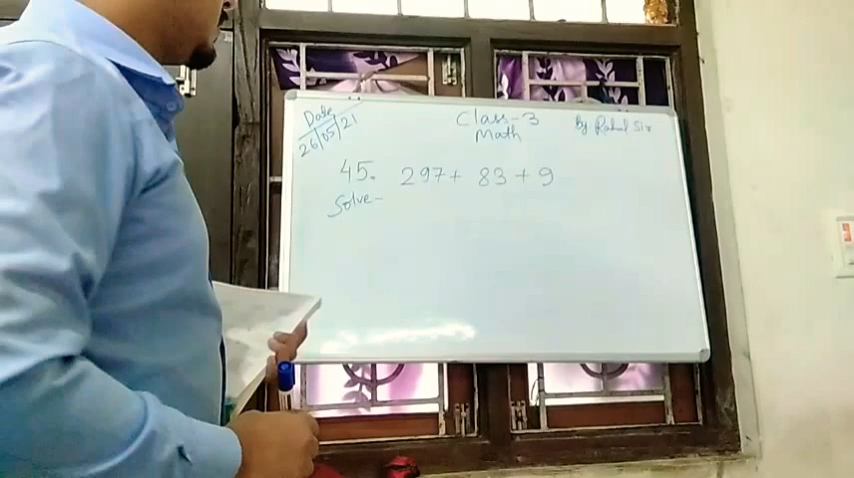 Date
26/05/21
Class-3
Math
by Rahul Sir
45. 297+ 83 + 9
Solve-